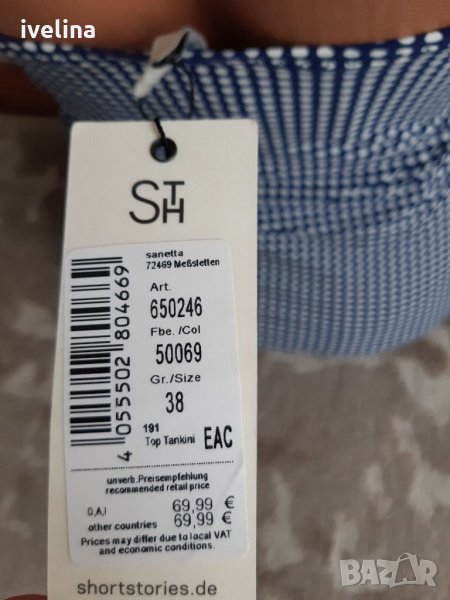 ivelina
STH
sanetta
72469 Meßstetten
Art.
650246
Fbe./Col
50069
Gr./Size
38
191
Top Tankini EAC
4 055502 804669
unverb.Preisempfehlung
recommended retail price
D,A,I 69,99 €
other countries 69,99 €
Prices may differ due to local VAT
and economic conditions.
shortstories.de
BAZAR